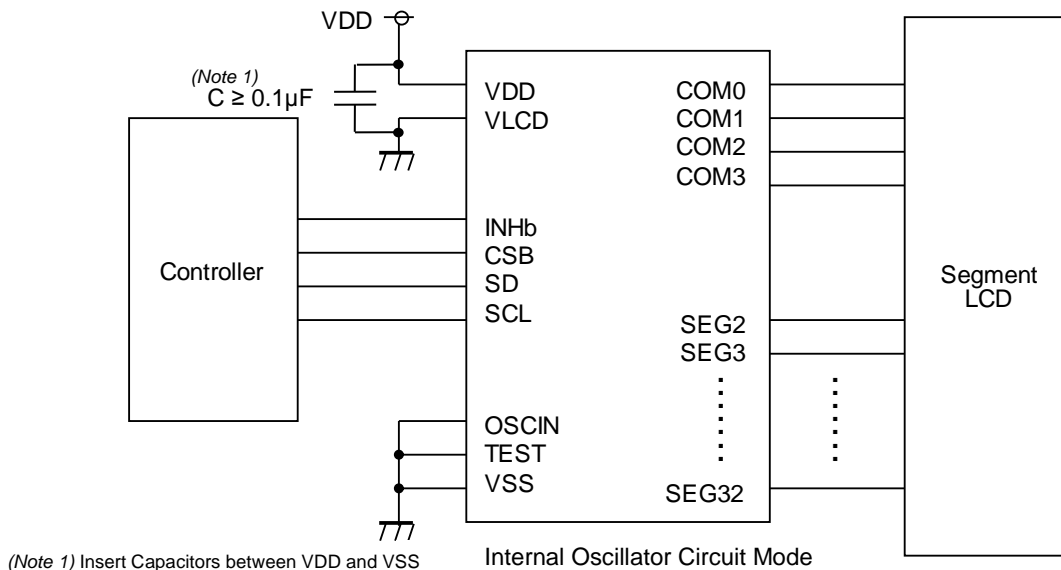 VDD
(Note 1)
C ≥ 0.1µF
VDD
VLCD
INHb
CSB
SD
SCL
OSCIN
TEST
VSS
COM0
COM1
COM2
COM3
SEG2
SEG3
SEG32
Controller
Segment
LCD
(Note 1) Insert Capacitors between VDD and VSS
Internal Oscillator Circuit Mode